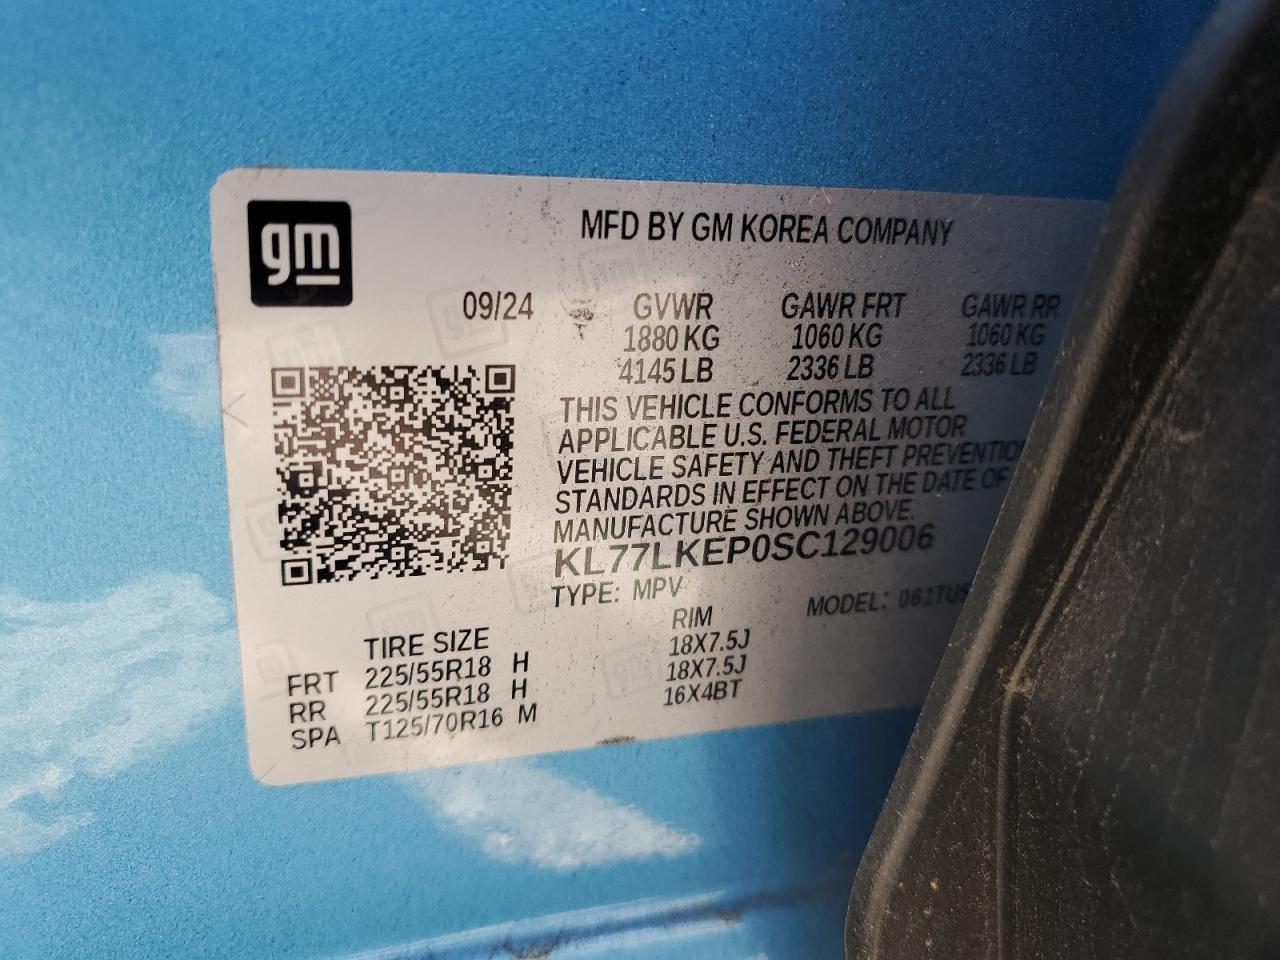 gm
MFD BY GM KOREA COMPANY
09/24 GVWR GAWR FRT GAWR RR
1880 KG 1060 KG 1060 KG
4145 LB 2336 LB 2336 LB
THIS VEHICLE CONFORMS TO ALL
APPLICABLE U.S. FEDERAL MOTOR
VEHICLE SAFETY AND THEFT PREVENTIO
STANDARDS IN EFFECT ON THE DATE OF
MANUFACTURE SHOWN ABOVE.
KL77LKEP0SC129006
TYPE: MPV MODEL: 061TUS
TIRE SIZE RIM
FRT 225/55R18 H 18X7.5J
RR 225/55R18 H 18X7.5J
SPA T125/70R16 M 16X4BT